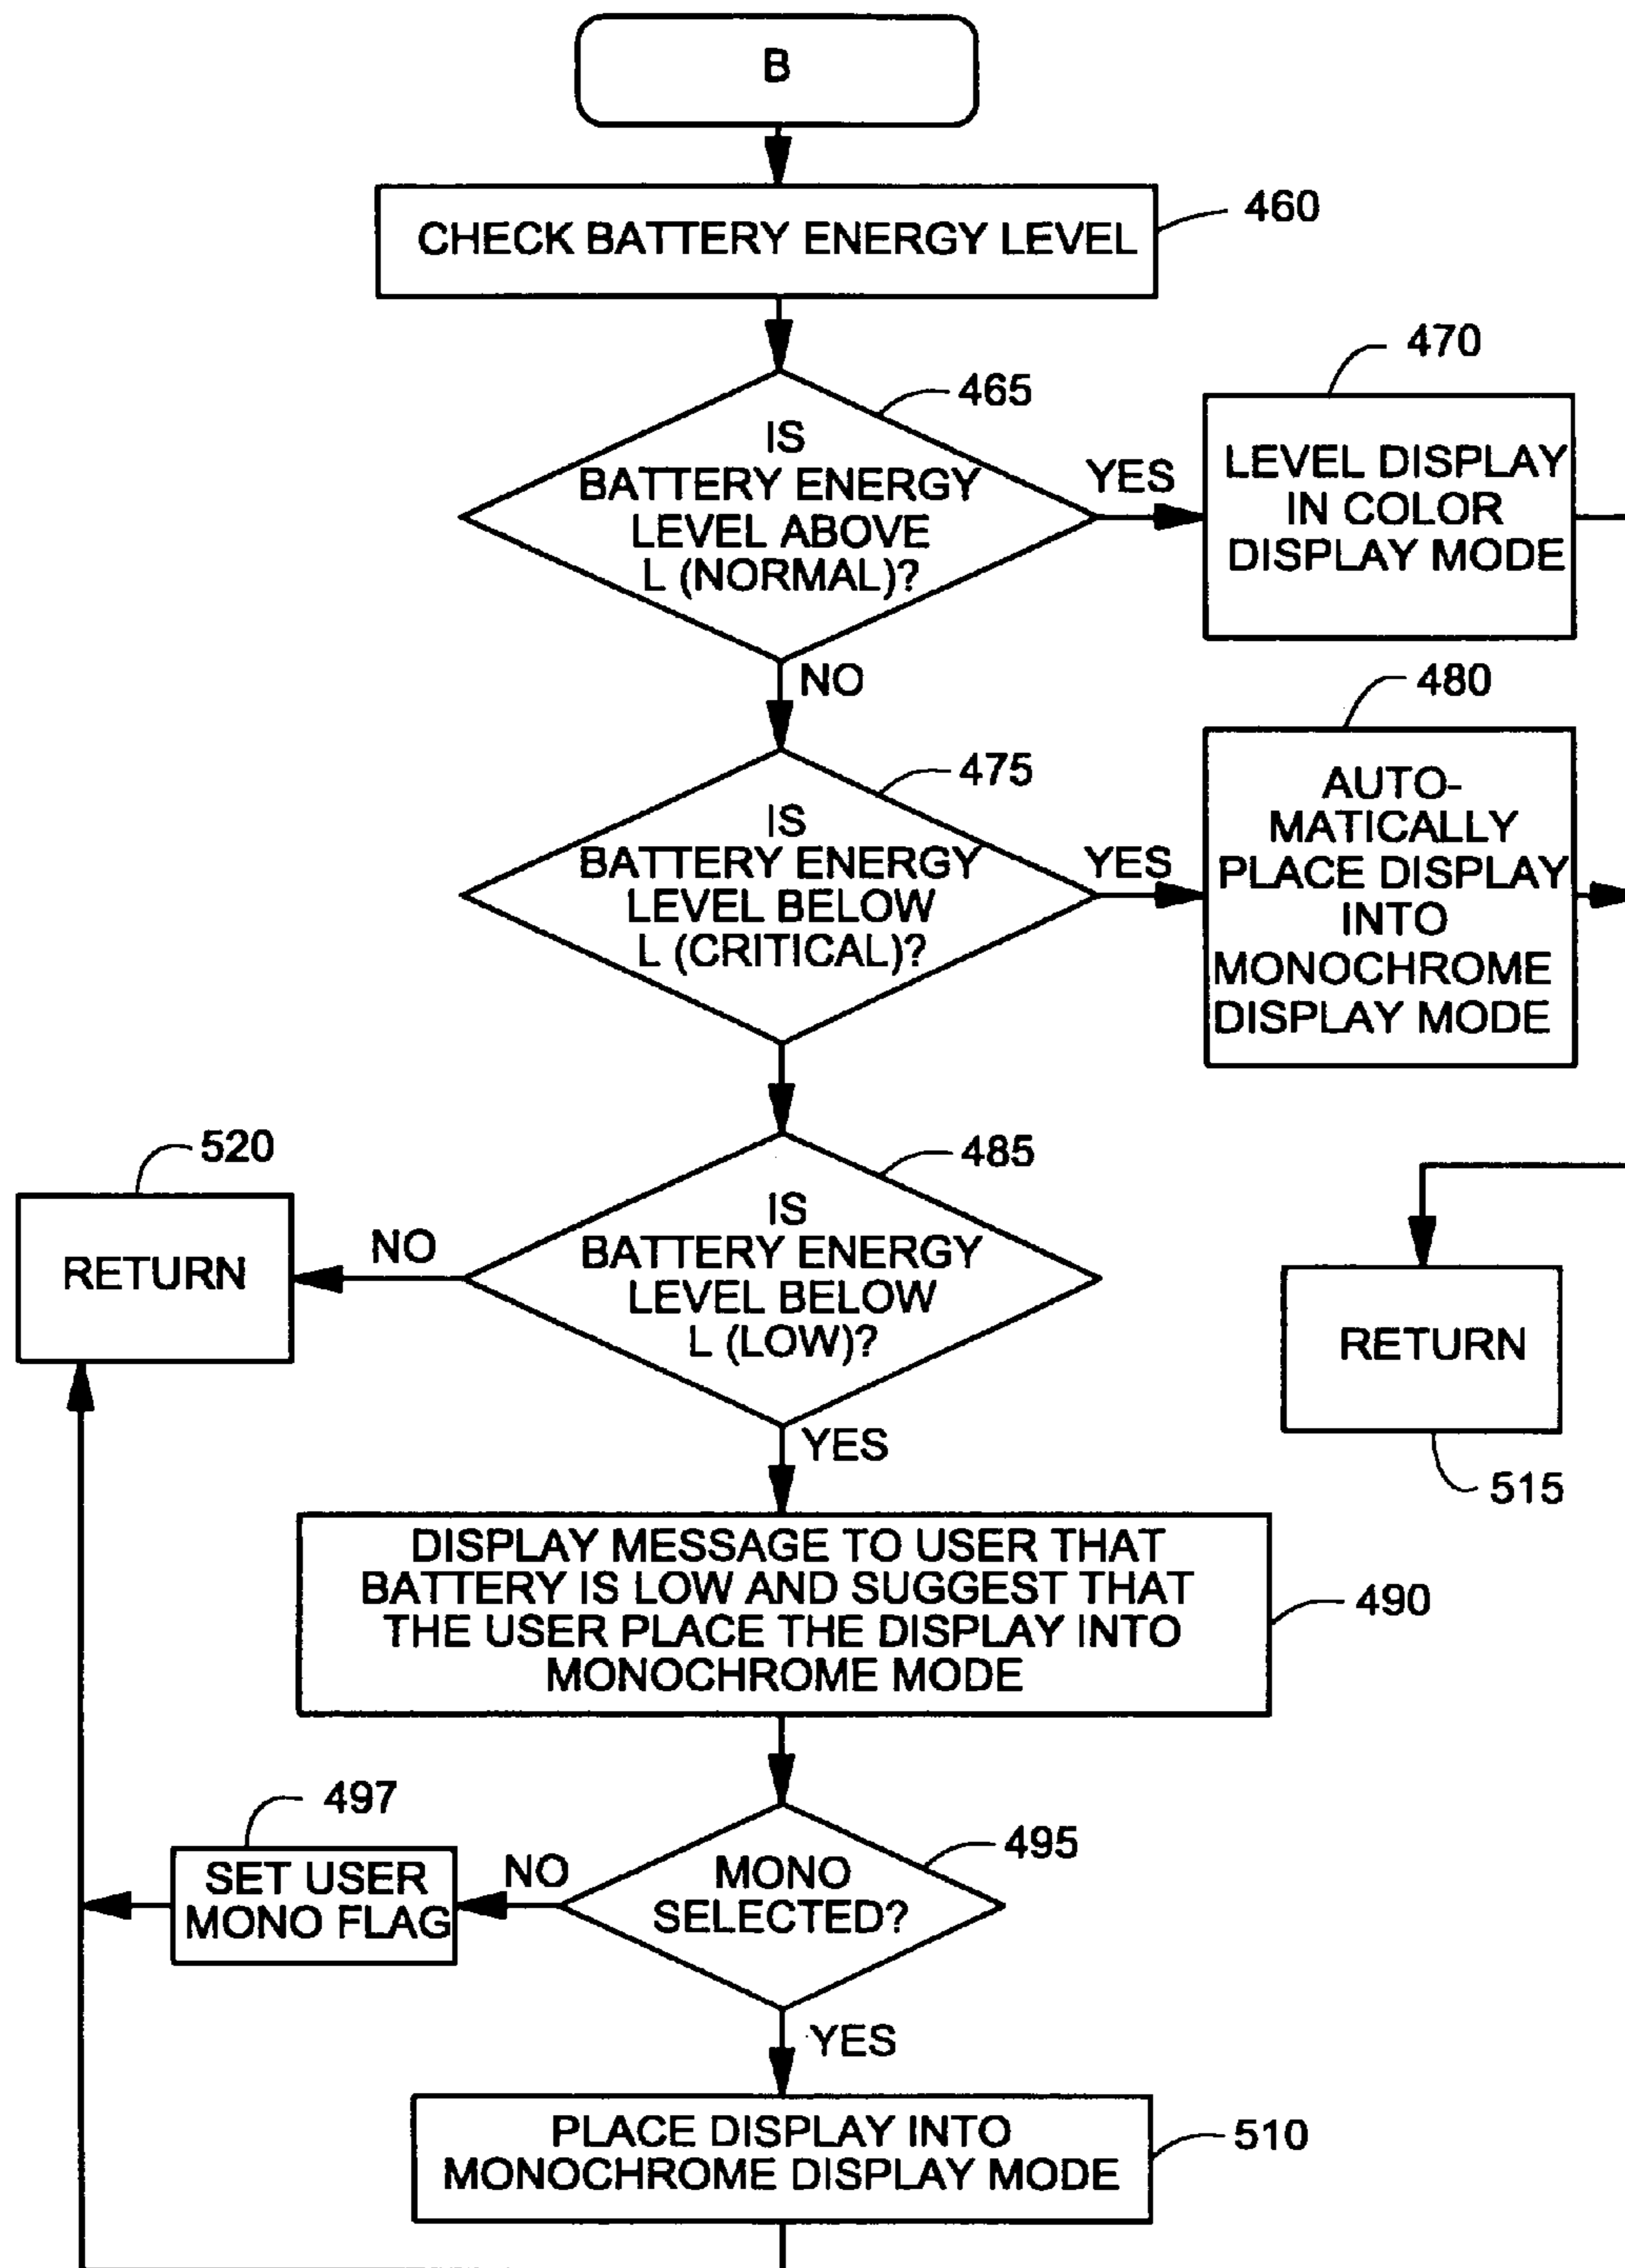 B
CHECK BATTERY ENERGY LEVEL
460
465
IS
BATTERY ENERGY
LEVEL ABOVE
L (NORMAL)?
YES
470
LEVEL DISPLAY
IN COLOR
DISPLAY MODE
NO
475
IS
BATTERY ENERGY
LEVEL BELOW
L (CRITICAL)?
YES
480
AUTO-
MATICALLY
PLACE DISPLAY
INTO
MONOCHROME
DISPLAY MODE
485
IS
BATTERY ENERGY
LEVEL BELOW
L (LOW)?
NO
520
RETURN
RETURN
515
YES
DISPLAY MESSAGE TO USER THAT
BATTERY IS LOW AND SUGGEST THAT
THE USER PLACE THE DISPLAY INTO
MONOCHROME MODE
490
495
MONO
SELECTED?
NO
497
SET USER
MONO FLAG
YES
PLACE DISPLAY INTO
MONOCHROME DISPLAY MODE
510